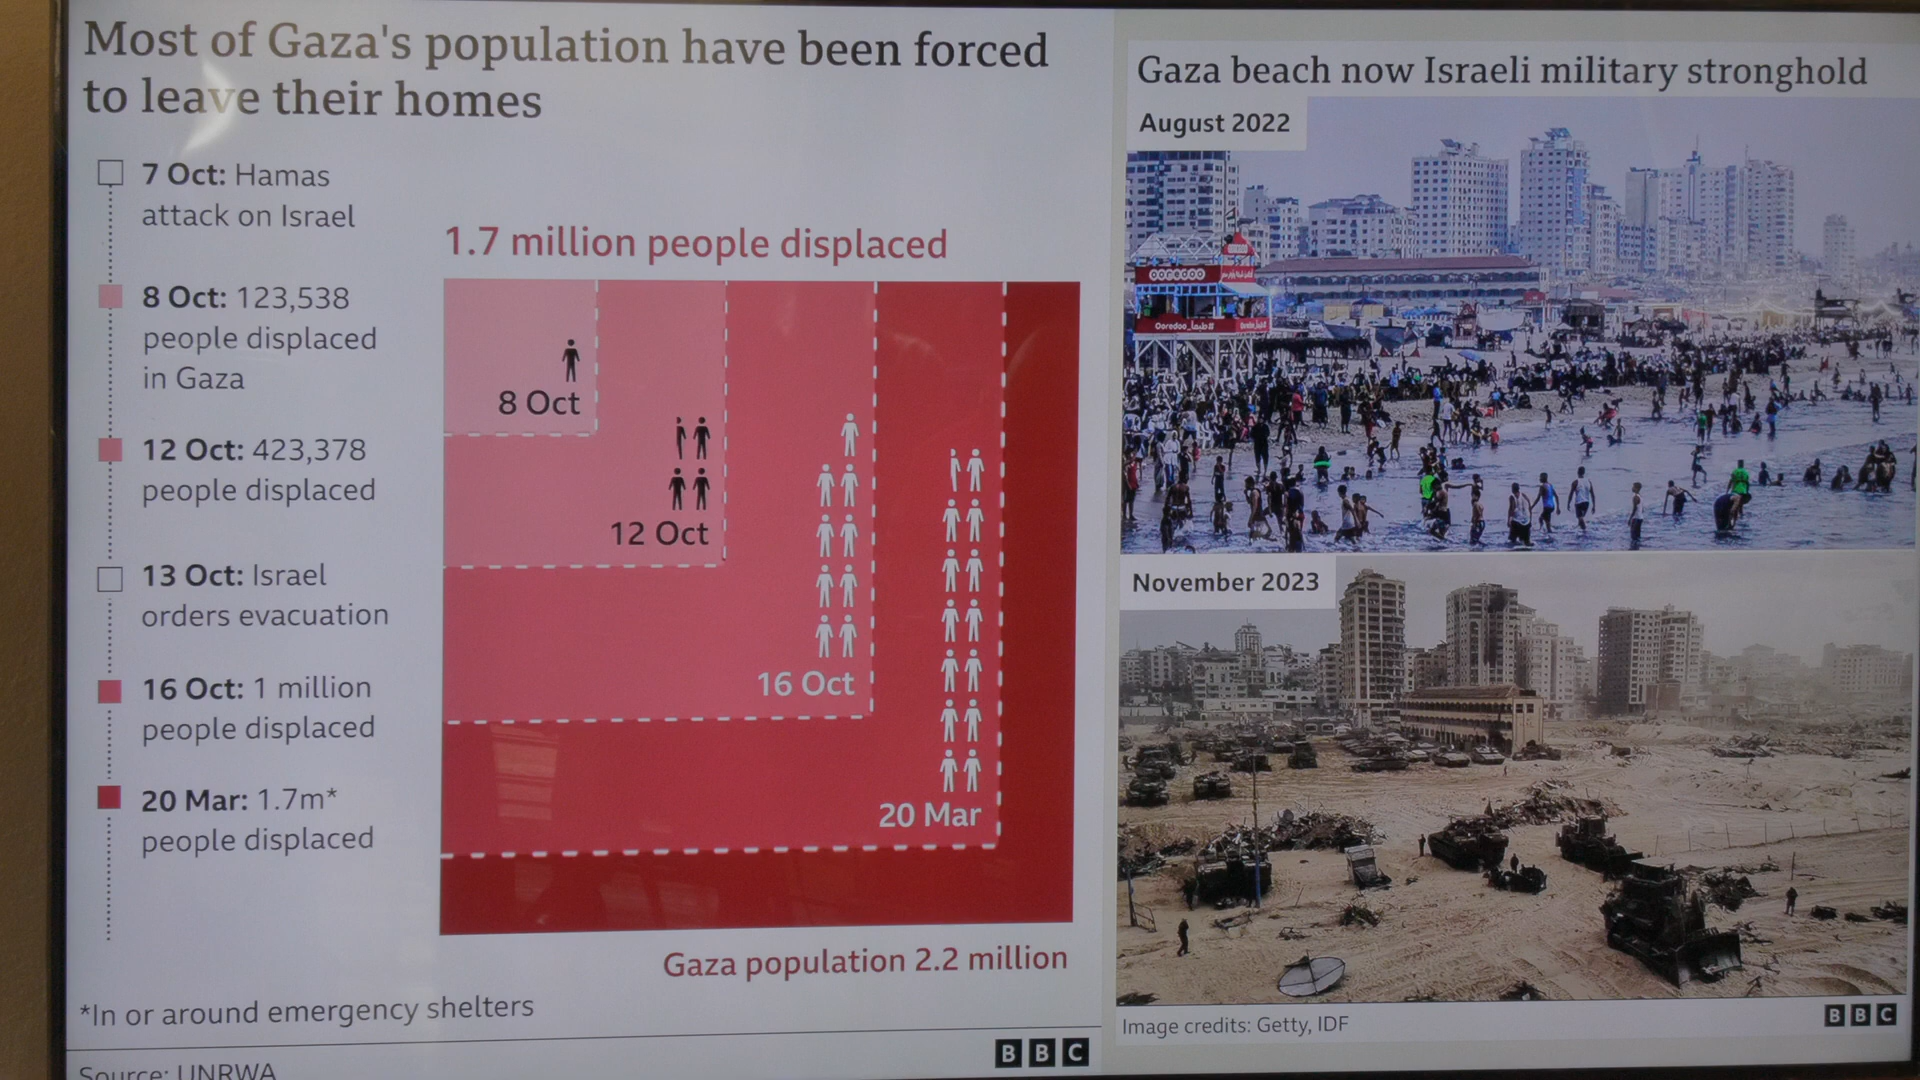 Most of Gaza's population have been forced
to leave their homes
7 Oct: Hamas
attack on Israel
8 Oct: 123,538
people displaced
in Gaza
12 Oct: 423,378
people displaced
13 Oct: Israel
orders evacuation
16 Oct: 1 million
people displaced
20 Mar: 1.7m*
people displaced
1.7 million people displaced
8 Oct
12 Oct
16 Oct
20 Mar
Gaza population 2.2 million
*In or around emergency shelters
BBC
Source: UNRWA
Gaza beach now Israeli military stronghold
August 2022
ooredoo
November 2023
Image credits: Getty, IDF
BBC